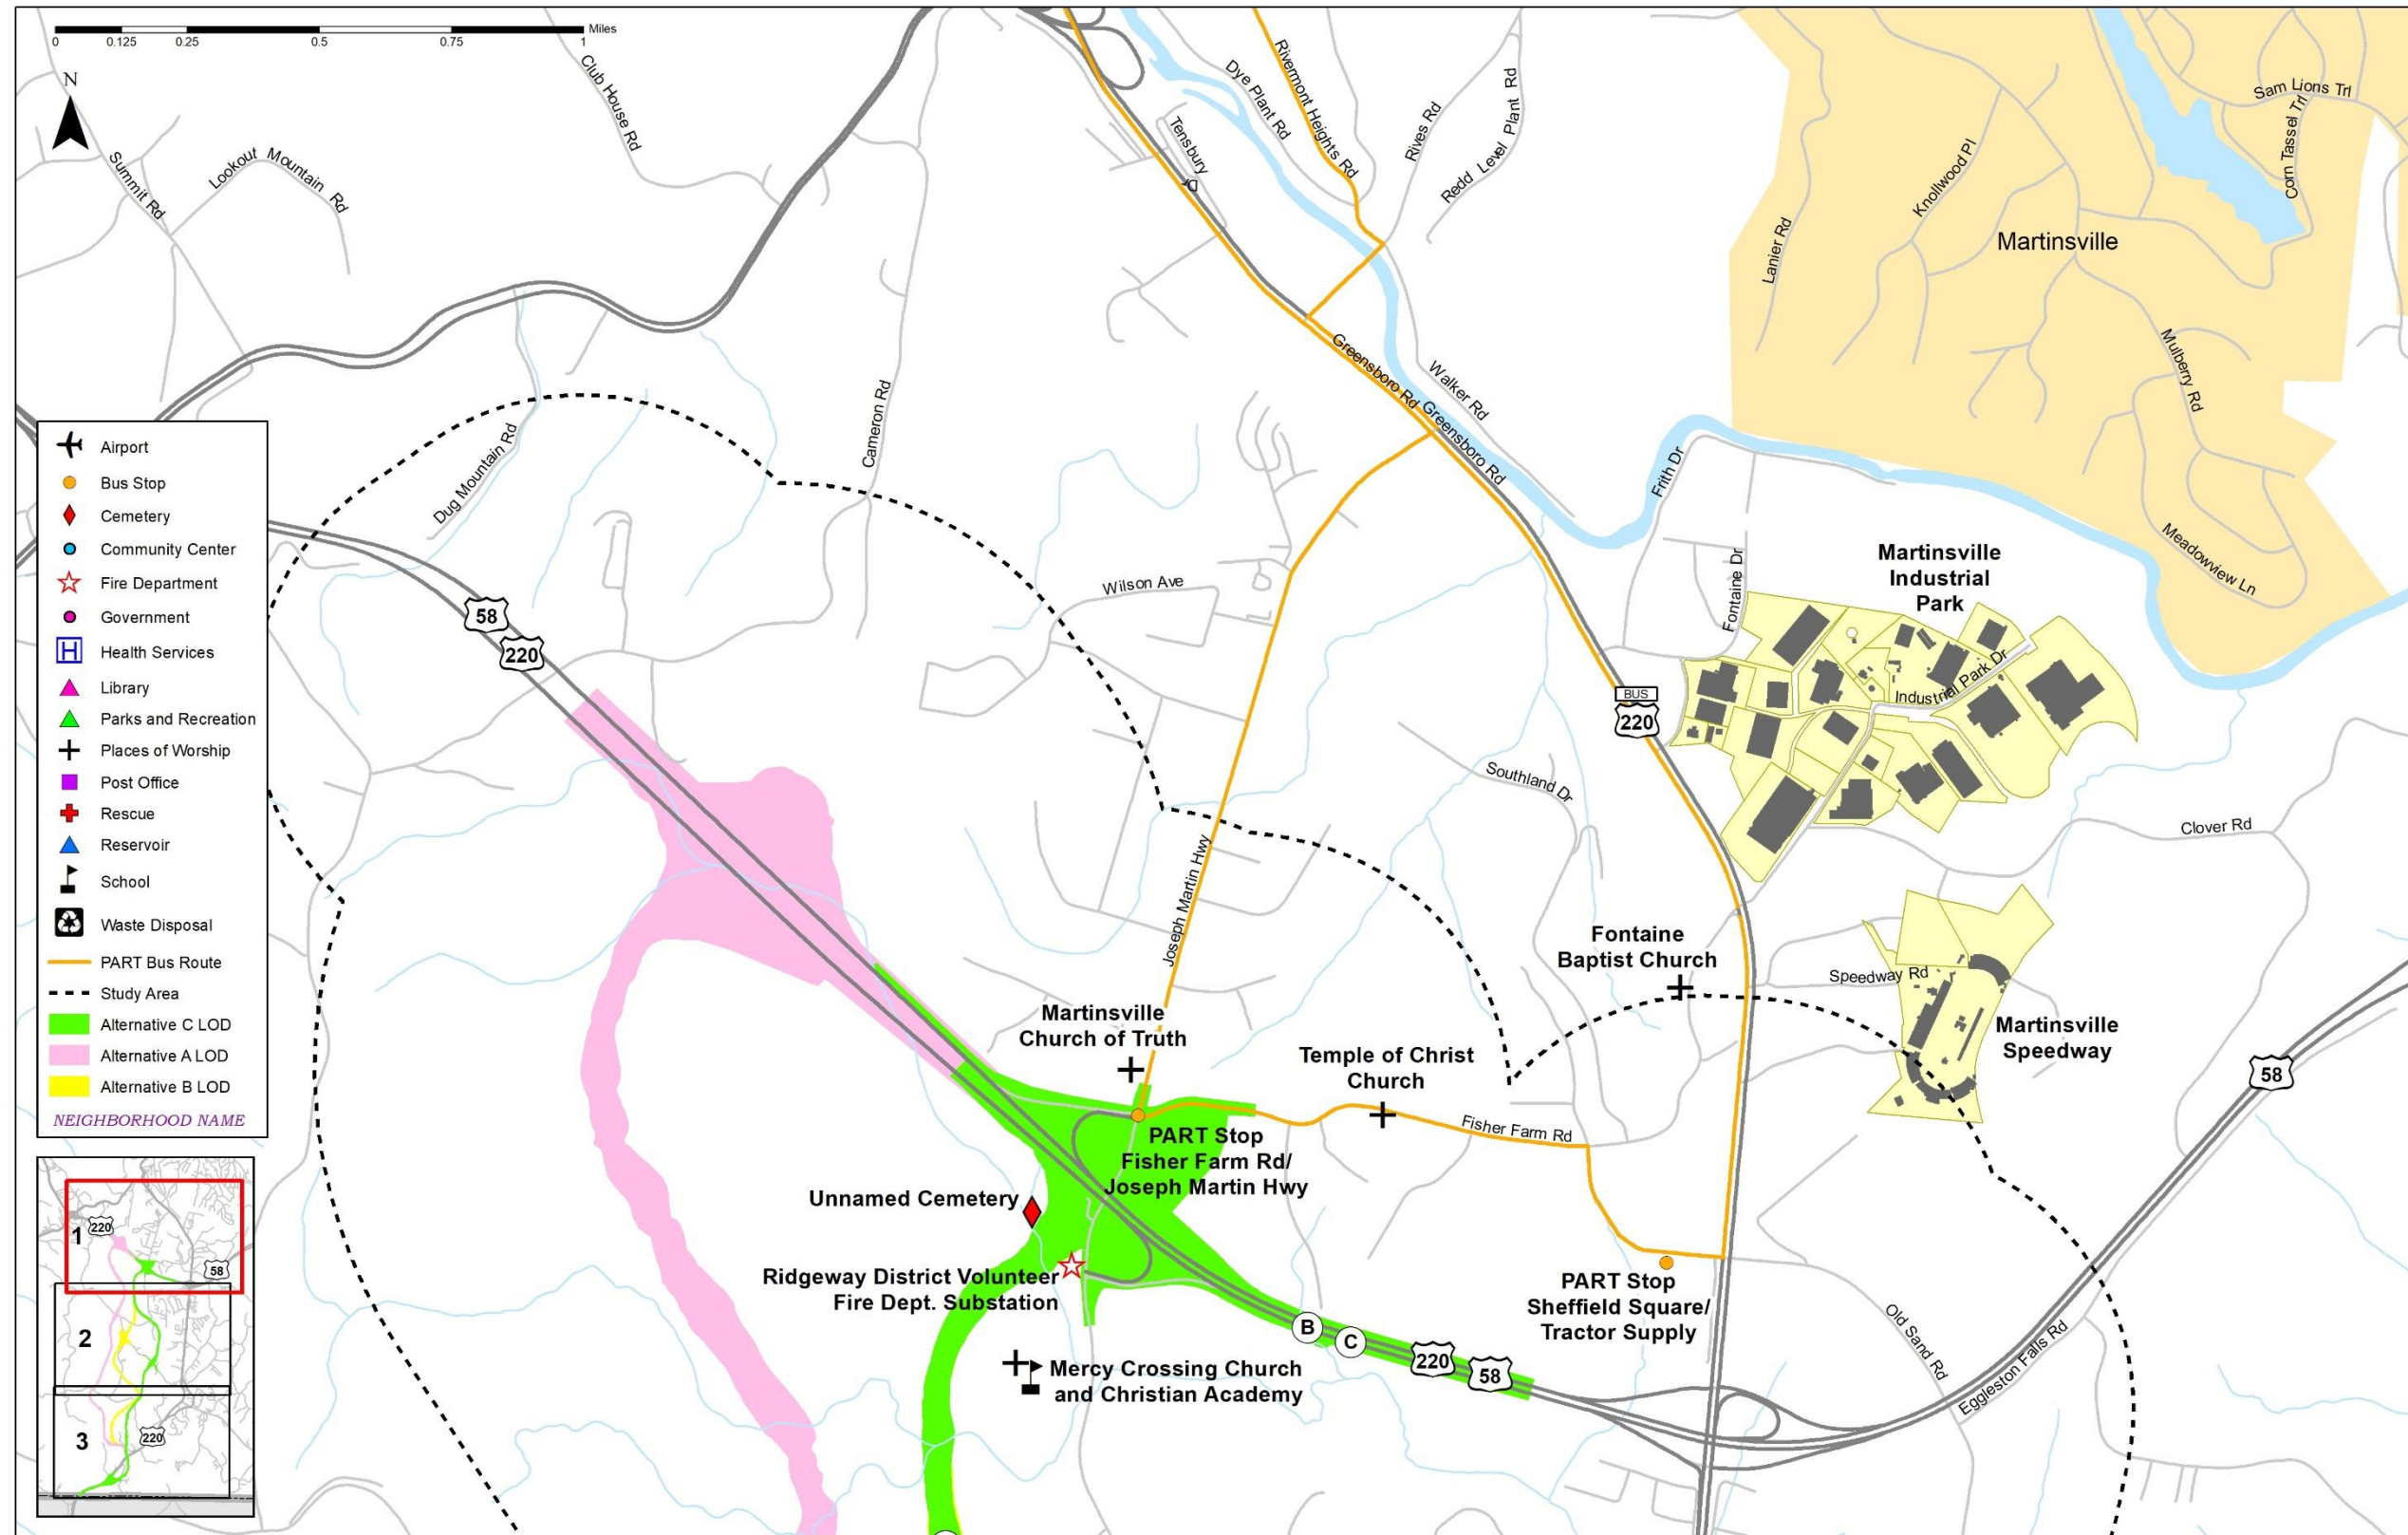 Miles
0 0.125 0.25 0.5 0.75 1
N
Summit Rd
Lookout Mountain Rd
Club House Rd
Tensbury
D
Dye Plant Rd
Rivermont Heights Rd
Rives Rd
Redd Level Plant Rd
Lanier Rd
Knollwood Pl
Martinsville
Sam Lions Trl
Corn Tassel Trl
Mulberry Rd
Meadowview Ln
Dug Mountain Rd
Cameron Rd
Greensboro Rd
Greensboro Rd
Walker Rd
Frith Dr
Fontaine Dr
Wilson Ave
58
220
BUS
220
Martinsville
Industrial
Park
Industrial Park Dr
Southland Dr
Clover Rd
Joseph Martin Hwy
Fontaine
Baptist Church
Speedway Rd
Martinsville
Speedway
58
Martinsville
Church of Truth
Temple of Christ
Church
Fisher Farm Rd
PART Stop
Fisher Farm Rd/
Joseph Martin Hwy
Unnamed Cemetery
Ridgeway District Volunteer
Fire Dept. Substation
PART Stop
Sheffield Square/
Tractor Supply
B
C
220
58
Mercy Crossing Church
and Christian Academy
Old Sand Rd
Eggleston Falls Rd
Airport
Bus Stop
Cemetery
Community Center
Fire Department
Government
H Health Services
Library
Parks and Recreation
Places of Worship
Post Office
Rescue
Reservoir
School
Waste Disposal
PART Bus Route
Study Area
Alternative C LOD
Alternative A LOD
Alternative B LOD
NEIGHBORHOOD NAME
1
220
58
2
3
220